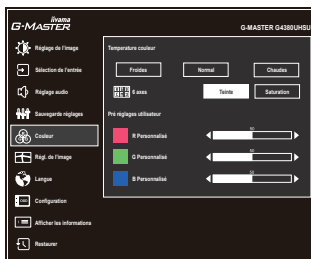 iiyama
G-MASTER
G-MASTER G4380UHSU
Réglage de l'image
Sélection de l'entrée
Réglage audio
Sauvegarde réglages
Couleur
Régl. de l'Image
Langue
OSD
Configuration
Afficher les informations
Restaurer
Temperature couleur
Froides
Normal
Chaudes
6 axes
Teinte
Saturation
Pré réglages utilisateur
R Personnalisé
50
G Personnalisé
50
B Personnalisé
50